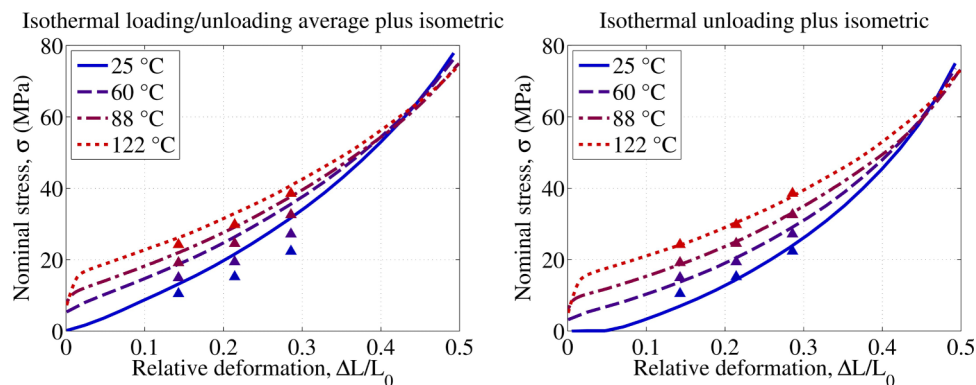 Isothermal loading/unloading average plus isometric
80
60
40
20
0
Nominal stress, σ (MPa)
25 °C
60 °C
88 °C
122 °C
0 0.1 0.2 0.3 0.4 0.5
Relative deformation, ΔL/L₀
Isothermal unloading plus isometric
80
60
40
20
0
Nominal stress, σ (MPa)
25 °C
60 °C
88 °C
122 °C
0 0.1 0.2 0.3 0.4 0.5
Relative deformation, ΔL/L₀